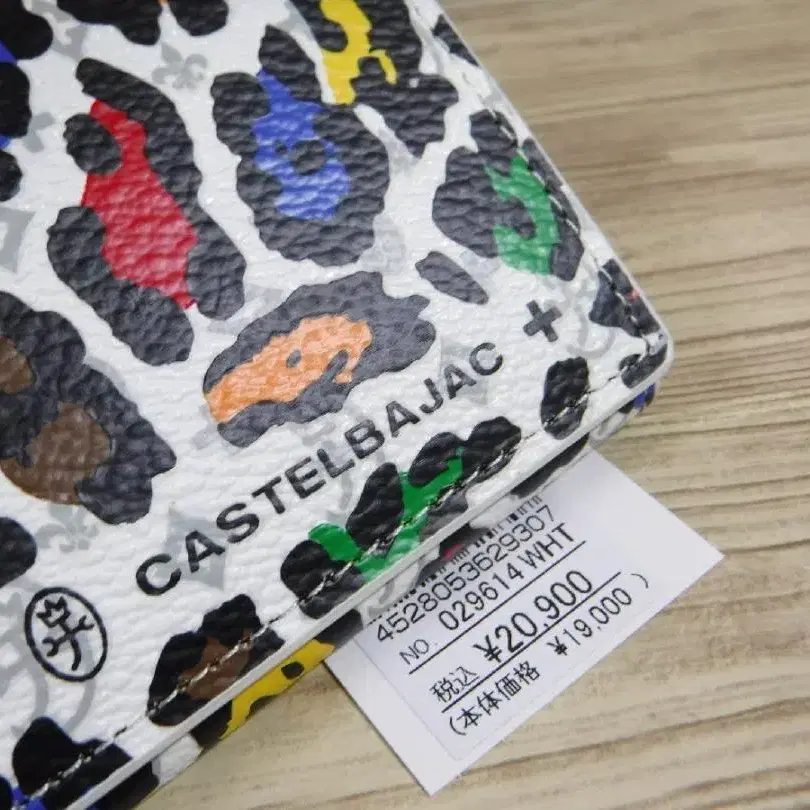 CASTELBAJAC +
4528053629307
NO. 029614 WHT
税込 ¥20,900
(本体価格 ¥19,000 )